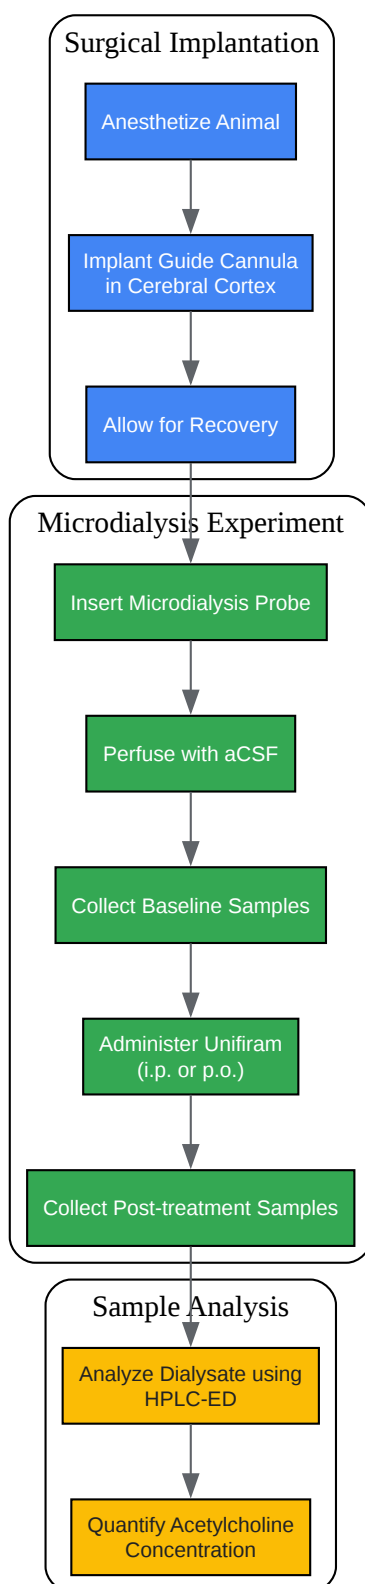 Surgical Implantation
Anesthetize Animal
Implant Guide Cannula
in Cerebral Cortex
Allow for Recovery
Microdialysis Experiment
Insert Microdialysis Probe
Perfuse with aCSF
Collect Baseline Samples
Administer Unifiram
(i.p. or p.o.)
Collect Post-treatment Samples
Sample Analysis
Analyze Dialysate using
HPLC-ED
Quantify Acetylcholine
Concentration